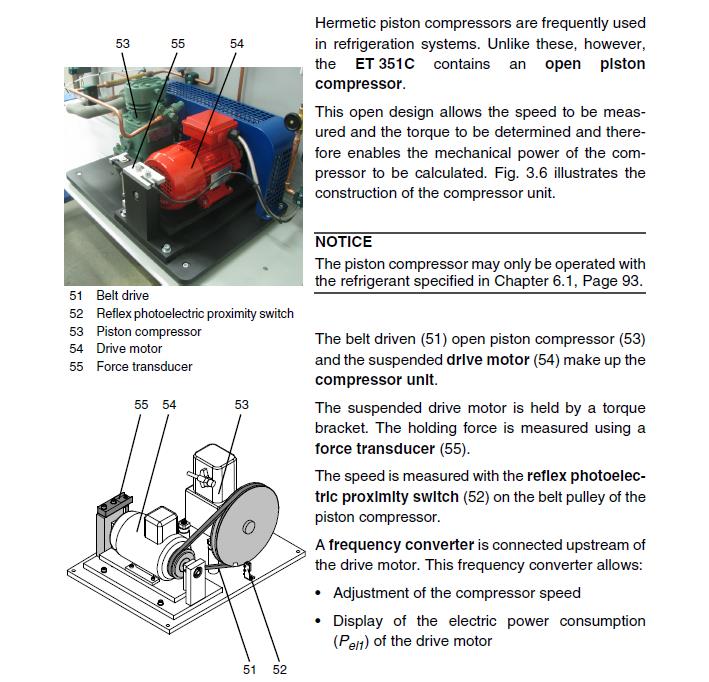 53 55 54
51 Belt drive
52 Reflex photoelectric proximity switch
53 Piston compressor
54 Drive motor
55 Force transducer
55 54 53
51 52
Hermetic piston compressors are frequently used
in refrigeration systems. Unlike these, however,
the ET 351C contains an open piston
compressor.
This open design allows the speed to be meas-
ured and the torque to be determined and there-
fore enables the mechanical power of the com-
pressor to be calculated. Fig. 3.6 illustrates the
construction of the compressor unit.
NOTICE
The piston compressor may only be operated with
the refrigerant specified in Chapter 6.1, Page 93.
The belt driven (51) open piston compressor (53)
and the suspended drive motor (54) make up the
compressor unit.
The suspended drive motor is held by a torque
bracket. The holding force is measured using a
force transducer (55).
The speed is measured with the reflex photoelec-
tric proximity switch (52) on the belt pulley of the
piston compressor.
A frequency converter is connected upstream of
the drive motor. This frequency converter allows:
• Adjustment of the compressor speed
• Display of the electric power consumption
(Pel1) of the drive motor